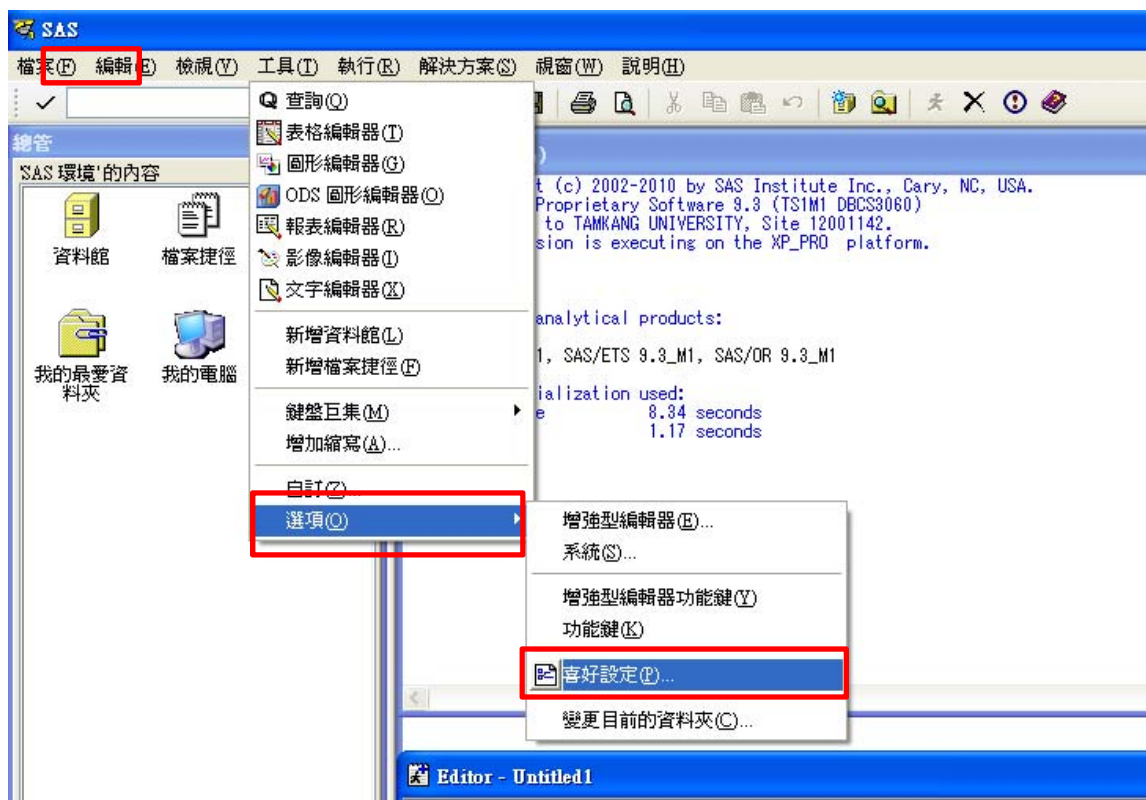 SAS
檔案(F) 編輯(E) 檢視(V) 工具(T) 執行(R) 解決方案(S) 視窗(W) 說明(H)
總管
'SAS 環境'的內容
資料館
檔案捷徑
我的最愛資料夾
我的電腦
查詢(Q)
表格編輯器(T)
圖形編輯器(G)
ODS 圖形編輯器(O)
報表編輯器(R)
影像編輯器(I)
文字編輯器(X)
新增資料館(L)
新增檔案捷徑(F)
鍵盤巨集(M)
增加縮寫(A)...
自訂(Z)...
選項(O)
增強型編輯器(E)...
系統(S)...
增強型編輯器功能鍵(Y)
功能鍵(K)
喜好設定(P)...
變更目前的資料夾(C)...
)
t (c) 2002-2010 by SAS Institute Inc., Cary, NC, USA.
Proprietary Software 9.3 (TS1M1 DBCS3060)
to TAMKANG UNIVERSITY, Site 12001142.
sion is executing on the XP_PRO platform.
analytical products:
1, SAS/ETS 9.3_M1, SAS/OR 9.3_M1
ialization used:
e 8.34 seconds
1.17 seconds
Editor - Untitled1